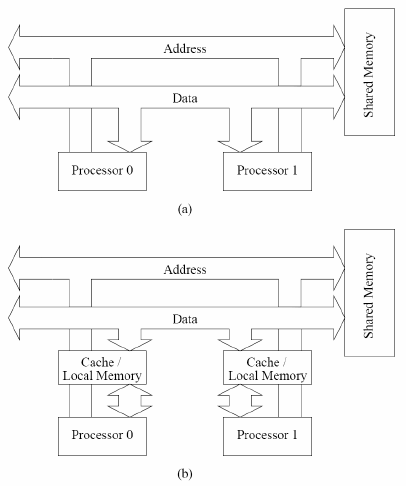 Address
Shared Memory
Data
Processor 0
Processor 1
(a)
Address
Shared Memory
Data
Cache /
Local Memory
Cache /
Local Memory
Processor 0
Processor 1
(b)